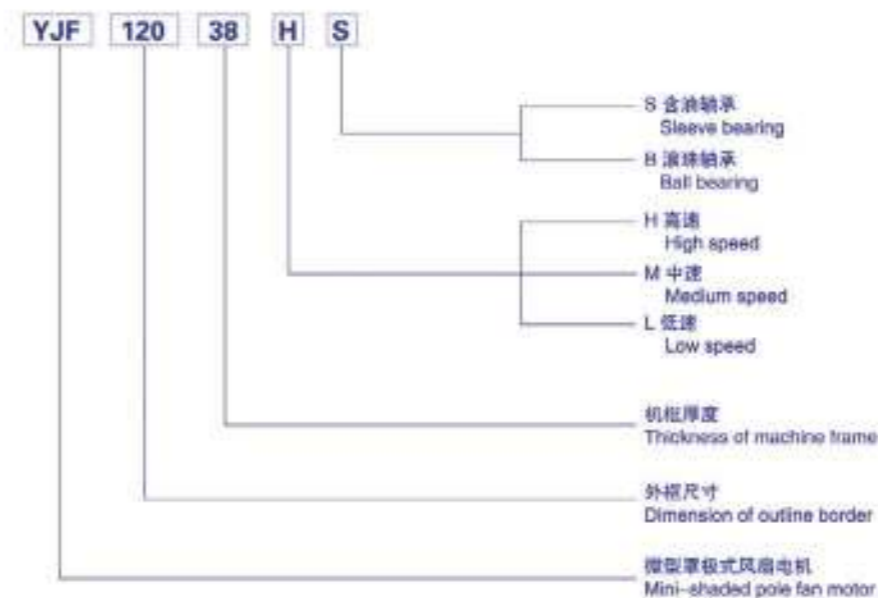 YJF 120 38 H S
S 含油轴承
Sleeve bearing
B 滚珠轴承
Ball bearing
H 高速
High speed
M 中速
Medium speed
L 低速
Low speed
机框厚度
Thickness of machine frame
外框尺寸
Dimension of outline border
微型罩极式风扇电机
Mini-shaded pole fan motor